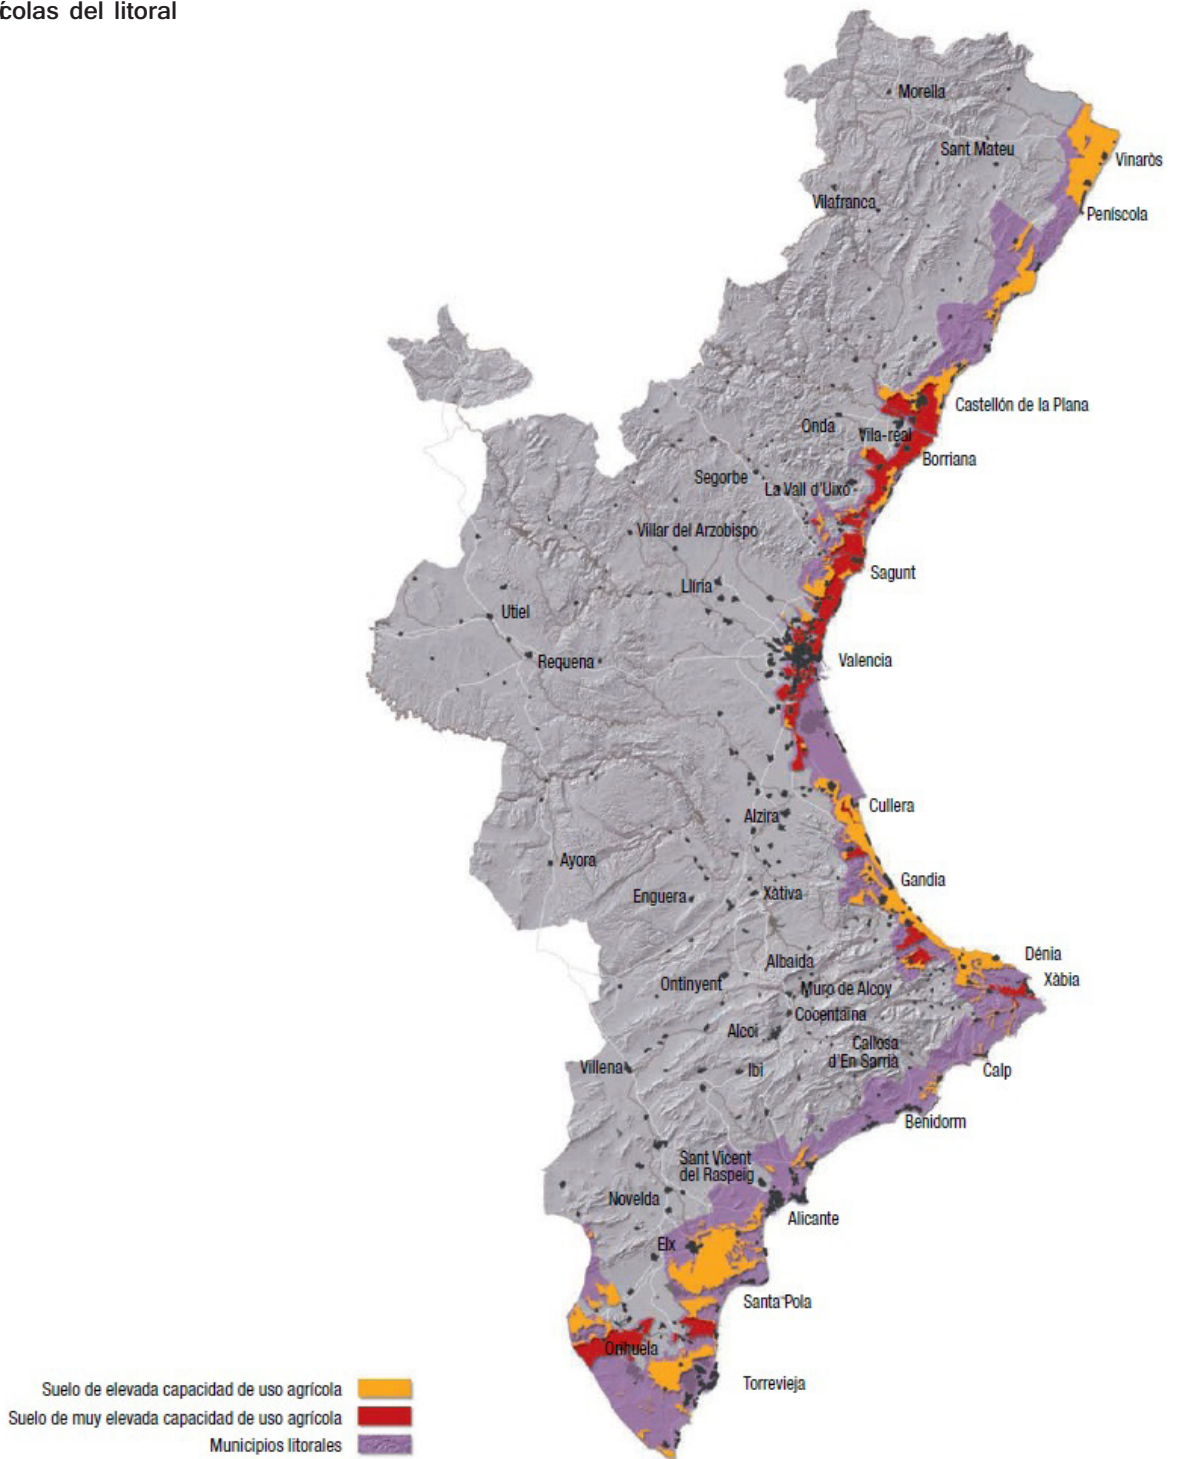 colas del litoral
Morella
Sant Mateu
Vinaròs
Vilafranca
Peníscola
Castellón de la Plana
Onda
Vila-real
Borriana
Segorbe
La Vall d'Uixó
Villar del Arzobispo
Sagunt
Llíria
Utiel
Requena
Valencia
Cullera
Alzira
Ayora
Gandia
Enguera
Xàtiva
Dénia
Albaida
Xàbia
Ontinyent
Muro de Alcoy
Cocentaina
Alcoi
Callosa
d'En Sarrià
Villena
Ibi
Calp
Benidorm
Sant Vicent
del Raspeig
Novelda
Alicante
Elx
Santa Pola
Orihuela
Torrevieja
Suelo de elevada capacidad de uso agrícola
Suelo de muy elevada capacidad de uso agrícola
Municipios litorales